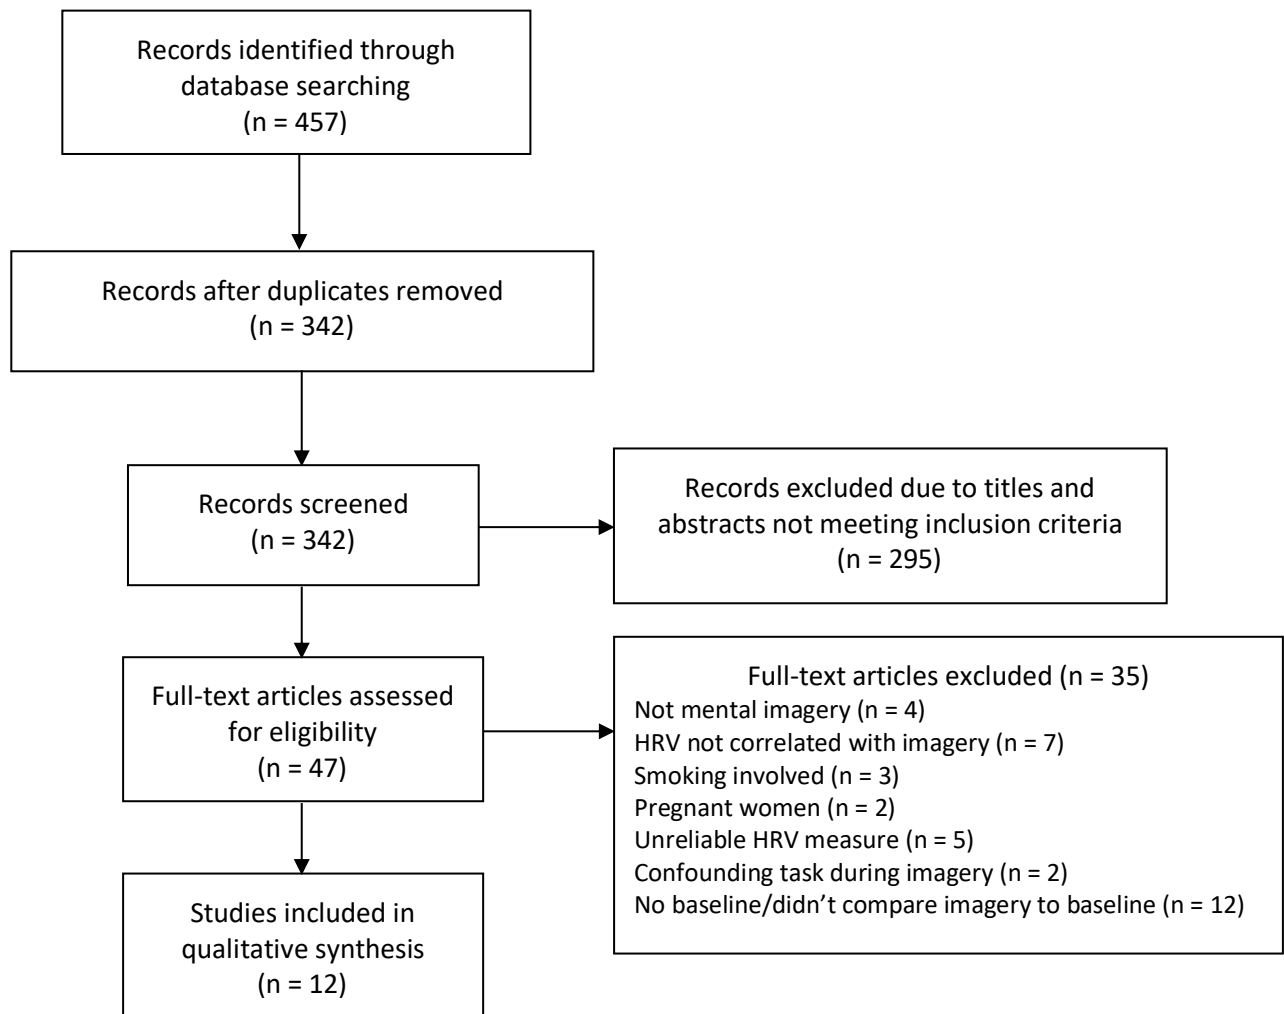 Records identified through
database searching
(n = 457)
Records after duplicates removed
(n = 342)
Records screened
(n = 342)
Records excluded due to titles and
abstracts not meeting inclusion criteria
(n = 295)
Full-text articles assessed
for eligibility
(n = 47)
Full-text articles excluded (n = 35)
Not mental imagery (n = 4)
HRV not correlated with imagery (n = 7)
Smoking involved (n = 3)
Pregnant women (n = 2)
Unreliable HRV measure (n = 5)
Confounding task during imagery (n = 2)
No baseline/didn’t compare imagery to baseline (n = 12)
Studies included in
qualitative synthesis
(n = 12)